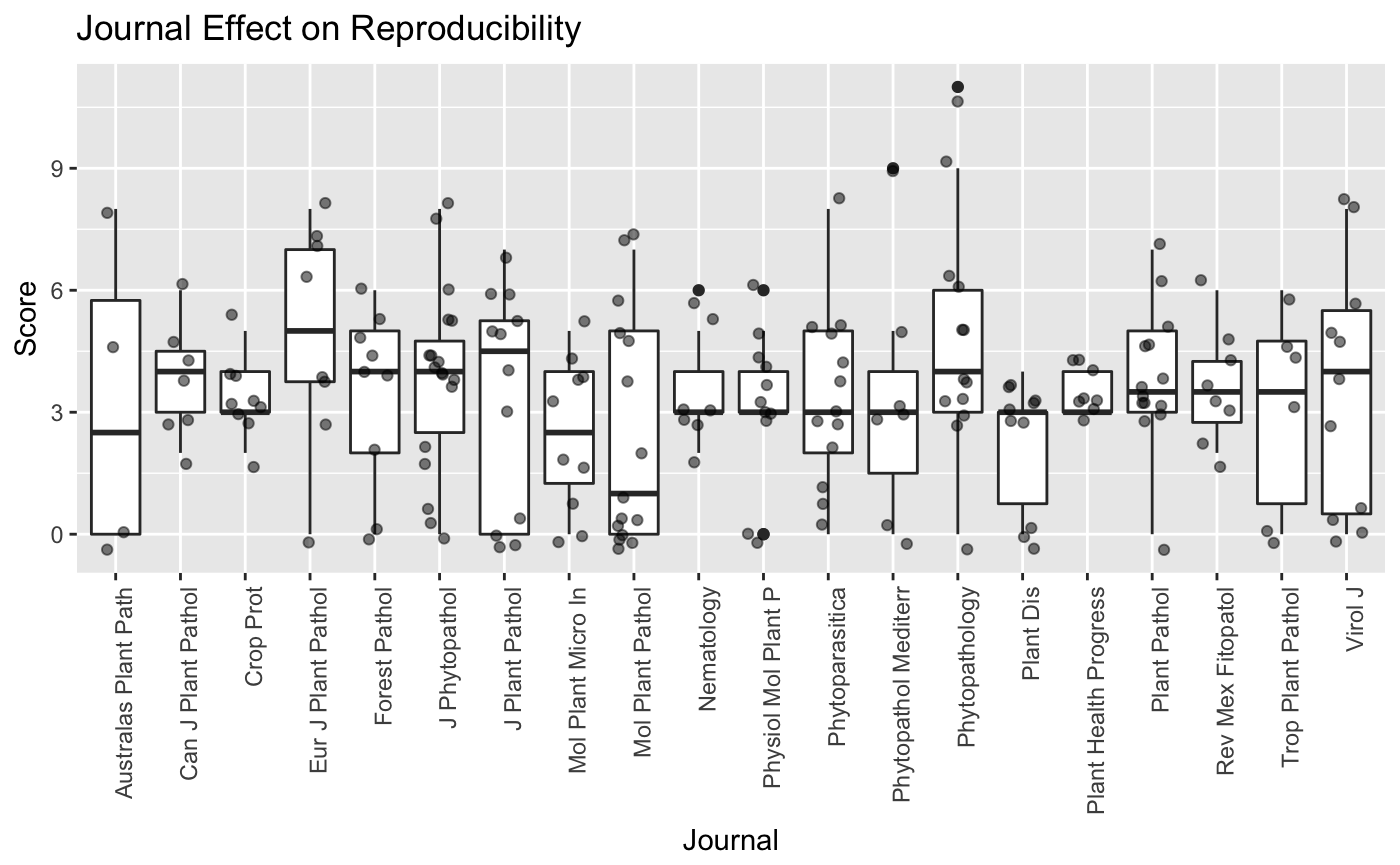 Journal Effect on Reproducibility
Score
9
6
3
0
Australas Plant Path
Can J Plant Pathol
Crop Prot
Eur J Plant Pathol
Forest Pathol
J Phytopathol
J Plant Pathol
Mol Plant Micro In
Mol Plant Pathol
Nematology
Physiol Mol Plant P
Phytoparasitica
Phytopathol Mediterr
Phytopathology
Plant Dis
Plant Health Progress
Plant Pathol
Rev Mex Fitopatol
Trop Plant Pathol
Virol J
Journal